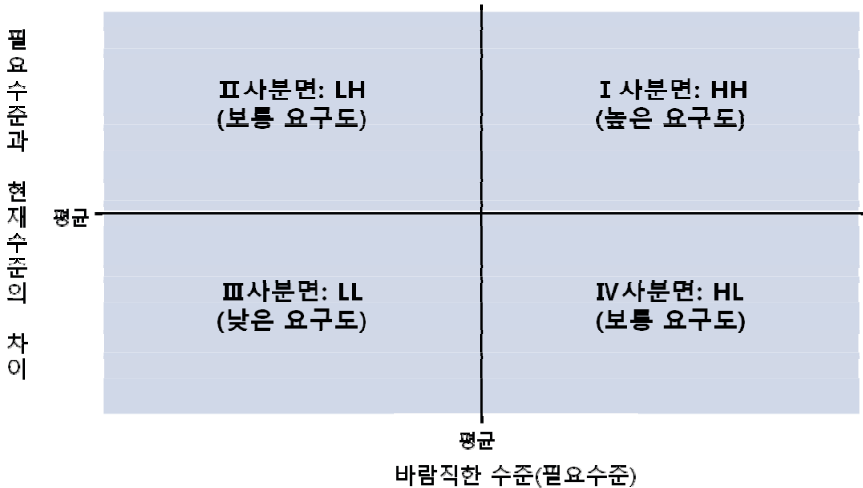 필요수준과 현재수준의 차이
Ⅱ사분면: LH
(보통 요구도)
Ⅰ사분면: HH
(높은 요구도)
평균
Ⅲ사분면: LL
(낮은 요구도)
Ⅳ사분면: HL
(보통 요구도)
평균
바람직한 수준(필요수준)